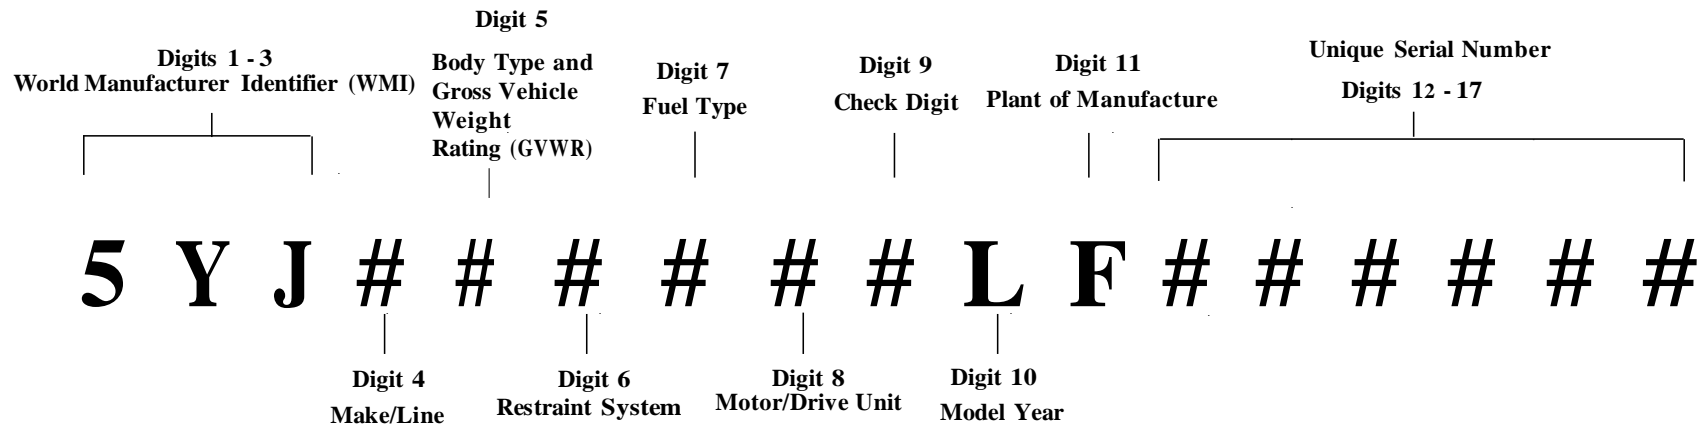 Digits 1 - 3
World Manufacturer Identifier (WMI)
Digit 5
Body Type and
Gross Vehicle
Weight
Rating (GVWR)
Digit 7
Fuel Type
Digit 9
Check Digit
Digit 11
Plant of Manufacture
Unique Serial Number
Digits 12 - 17
5 Y J # # # # # # L F # # # # # #
Digit 4
Make/Line
Digit 6
Restraint System
Digit 8
Motor/Drive Unit
Digit 10
Model Year